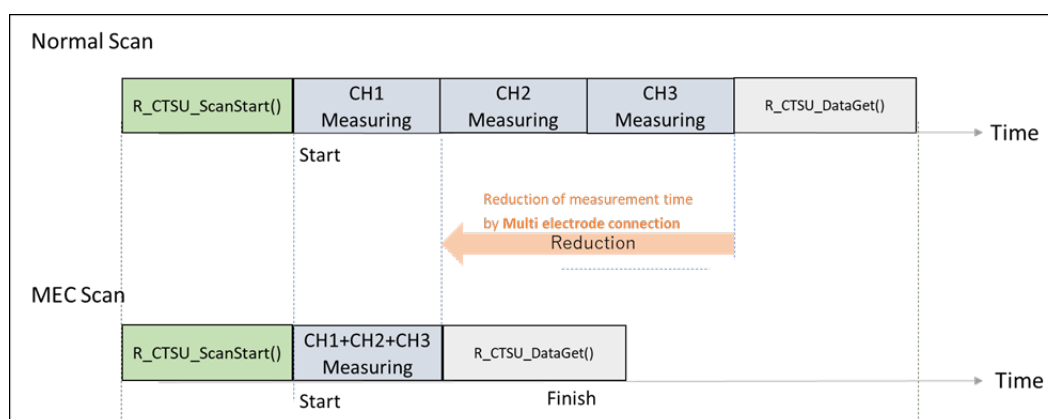 Normal Scan
R_CTSU_ScanStart()
CH1
Measuring
CH2
Measuring
CH3
Measuring
R_CTSU_DataGet()
Time
Start
Reduction of measurement time
by Multi electrode connection
Reduction
MEC Scan
R_CTSU_ScanStart()
CH1+CH2+CH3
Measuring
R_CTSU_DataGet()
Time
Start
Finish